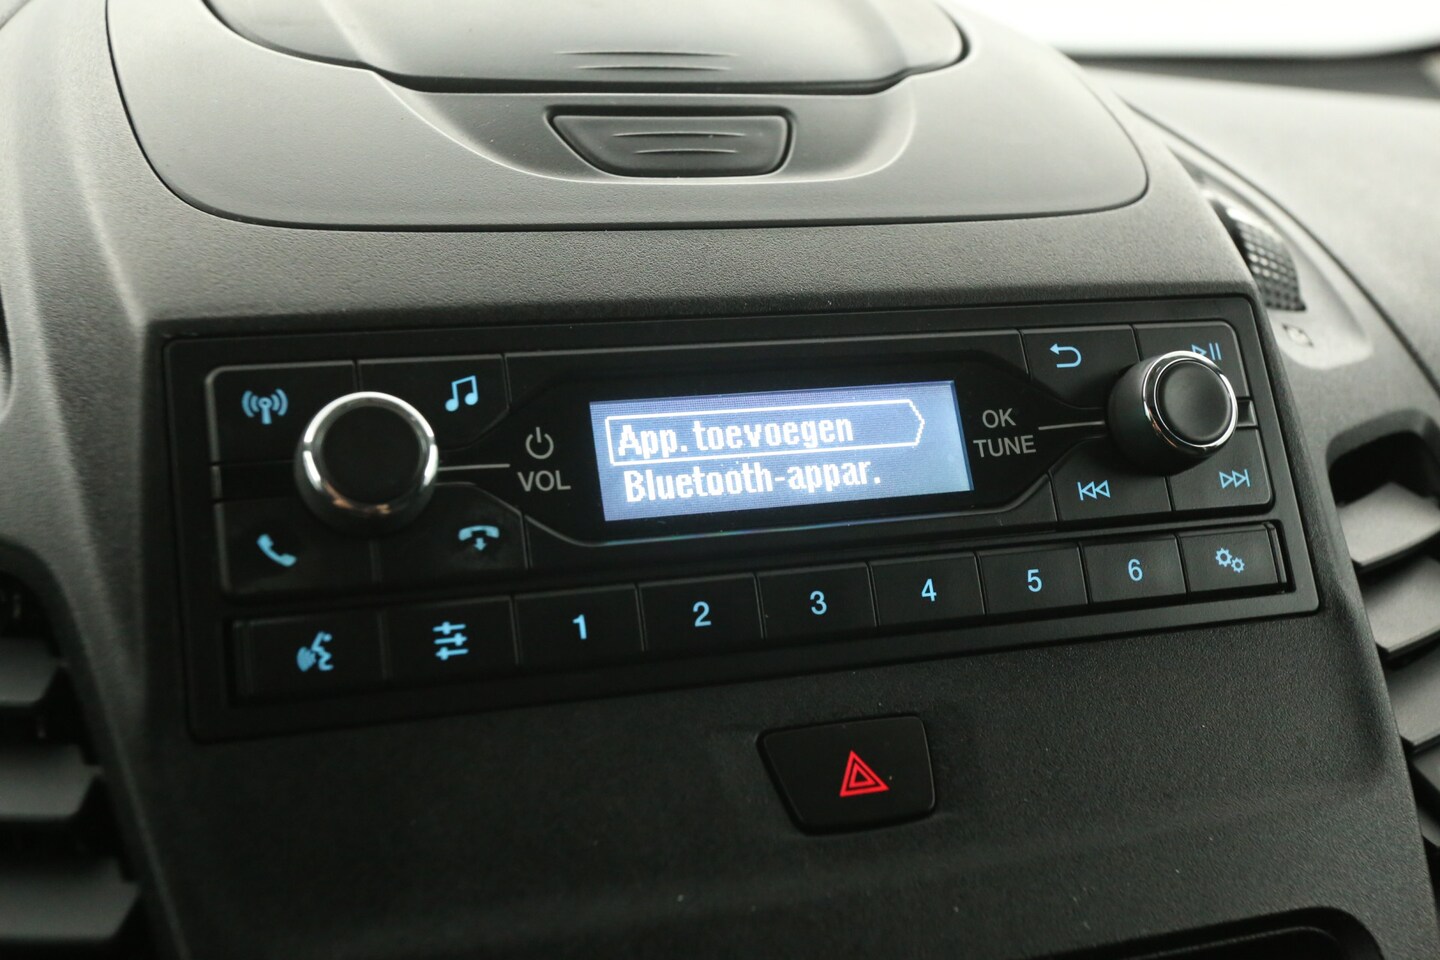 App. toevoegen
Bluetooth-appar.
VOL
OK
TUNE
1 2 3 4 5 6